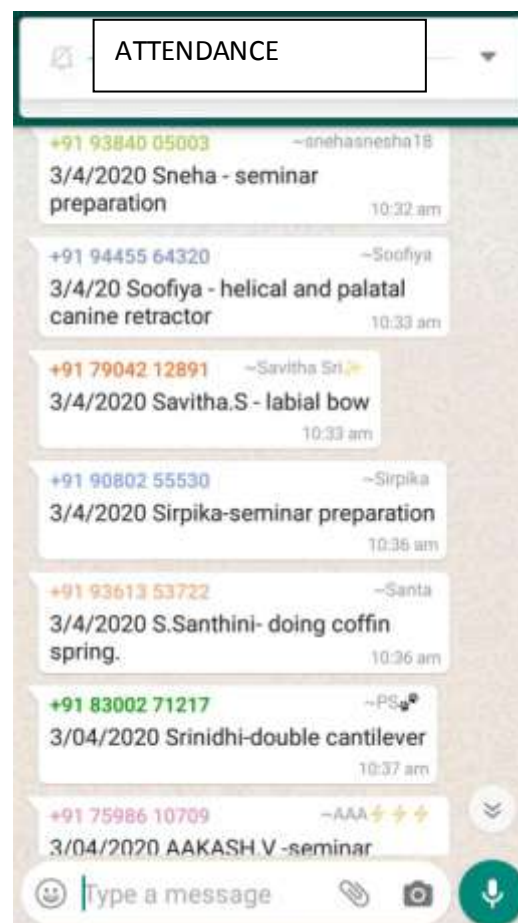 ATTENDANCE
+91 93840 05003 ~snehasnesha18
3/4/2020 Sneha - seminar
preparation 10:32 am
+91 94455 64320 ~Soofiya
3/4/20 Soofiya - helical and palatal
canine retractor 10:33 am
+91 79042 12891 ~Savitha Sri✨
3/4/2020 Savitha.S - labial bow
10:33 am
+91 90802 55530 ~Sirpika
3/4/2020 Sirpika-seminar preparation
10:36 am
+91 93613 53722 ~Santa
3/4/2020 S.Santhini- doing coffin
spring. 10:36 am
+91 83002 71217 ~PS🐾
3/04/2020 Srinidhi-double cantilever
10:37 am
+91 75986 10709 ~AAA⚡⚡⚡
3/04/2020 AAKASH.V -seminar
Type a message